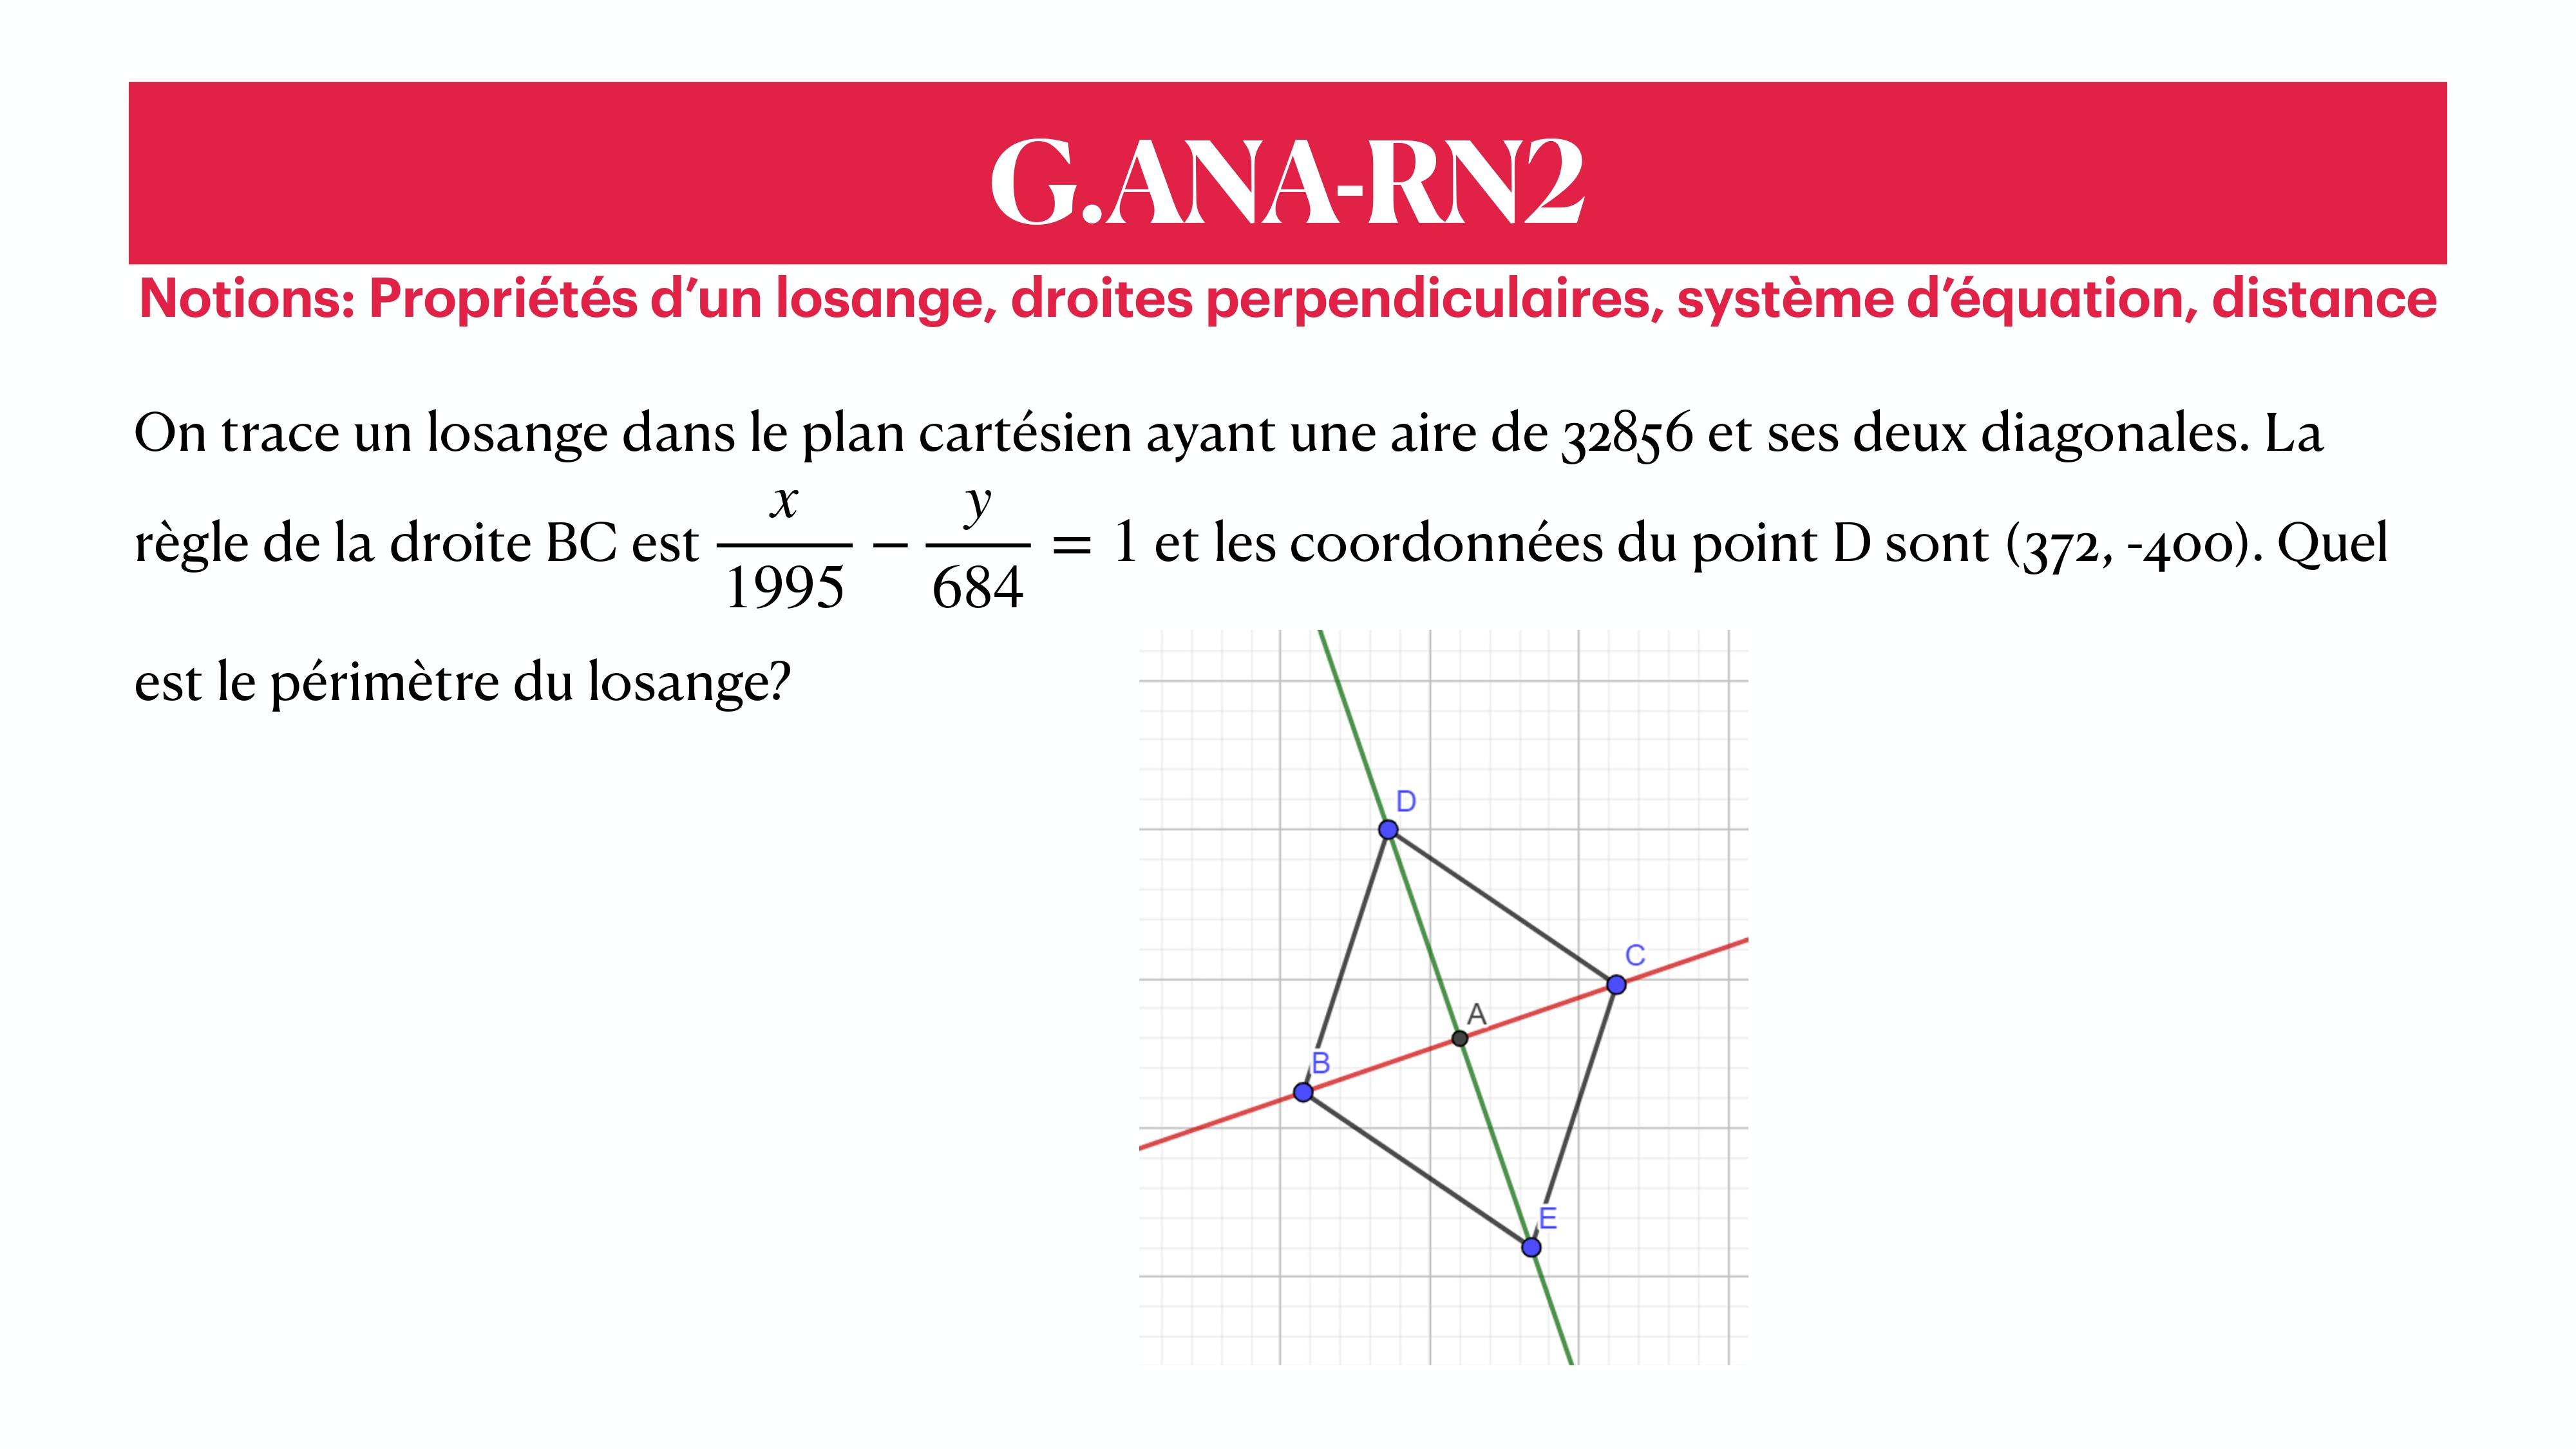 G.ANA-RN2
Notions: Propriétés d’un losange, droites perpendiculaires, système d’équation, distance
On trace un losange dans le plan cartésien ayant une aire de 32856 et ses deux diagonales. La
règle de la droite BC est x/1995 − y/684 = 1 et les coordonnées du point D sont (372, -400). Quel
est le périmètre du losange?
D
C
A
B
E